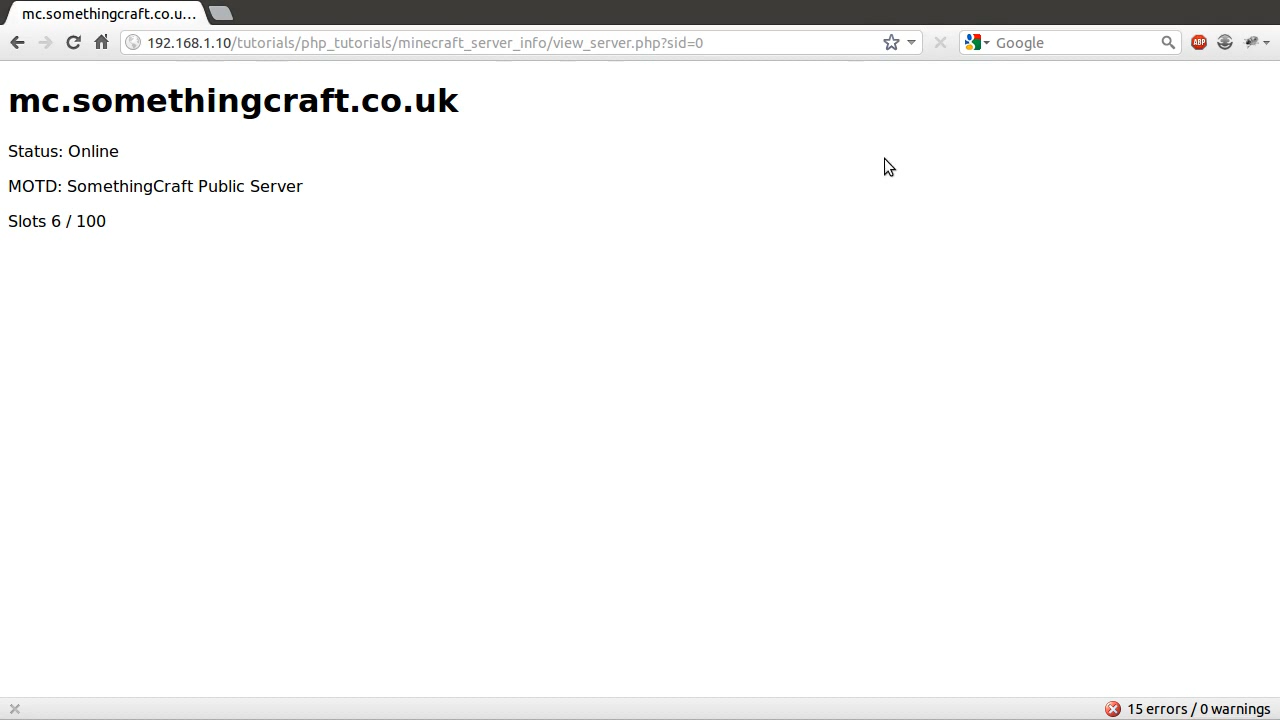 mc.somethingcraft.co.u...
192.168.1.10/tutorials/php_tutorials/minecraft_server_info/view_server.php?sid=0
Google
ABP
mc.somethingcraft.co.uk
Status: Online
MOTD: SomethingCraft Public Server
Slots 6 / 100
15 errors / 0 warnings